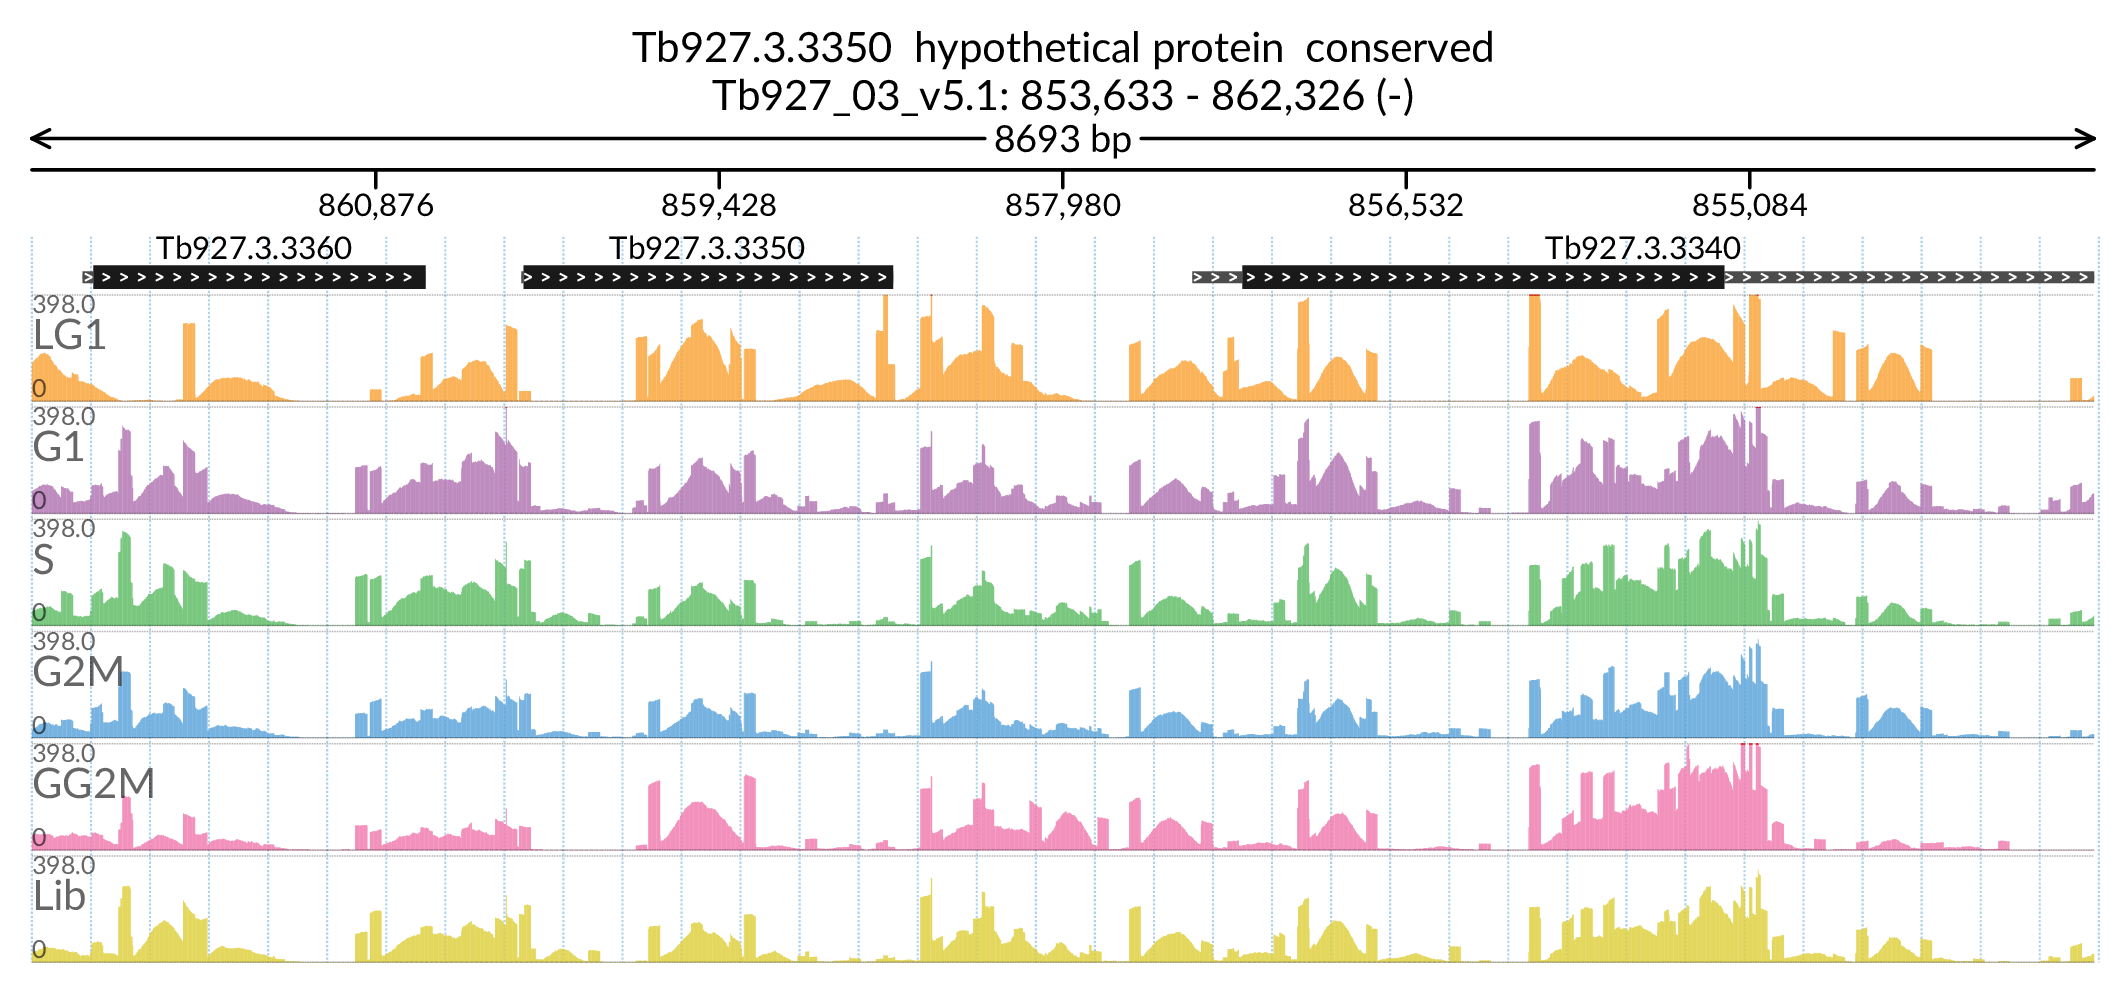 Tb927.3.3350 hypothetical protein conserved
Tb927_03_v5.1: 853,633 - 862,326 (-)
8693 bp
860,876 859,428 857,980 856,532 855,084
Tb927.3.3360 Tb927.3.3350 Tb927.3.3340
398.0
LG1
0
398.0
G1
0
398.0
S
0
398.0
G2M
0
398.0
GG2M
0
398.0
Lib
0